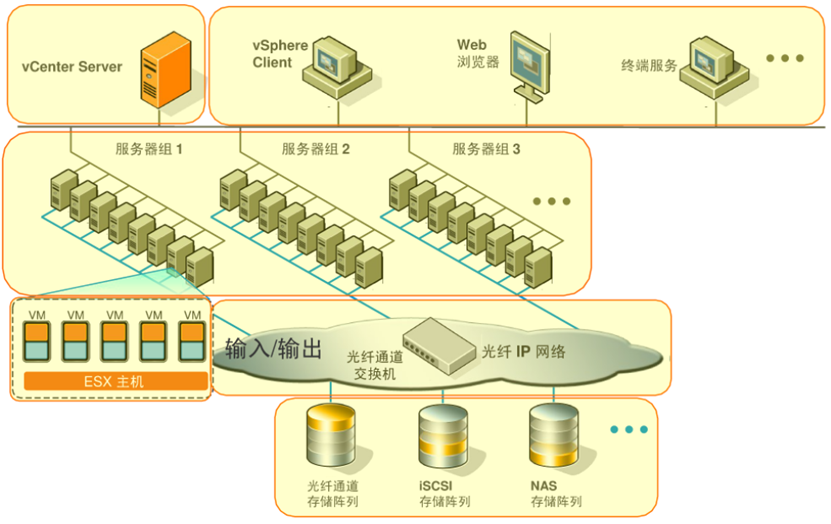 vCenter Server
vSphere
Client
Web
浏览器
终端服务
服务器组 1
服务器组 2
服务器组 3
VM
VM
VM
VM
VM
ESX 主机
输入/输出
光纤通道
交换机
光纤 IP 网络
光纤通道
存储阵列
iSCSI
存储阵列
NAS
存储阵列